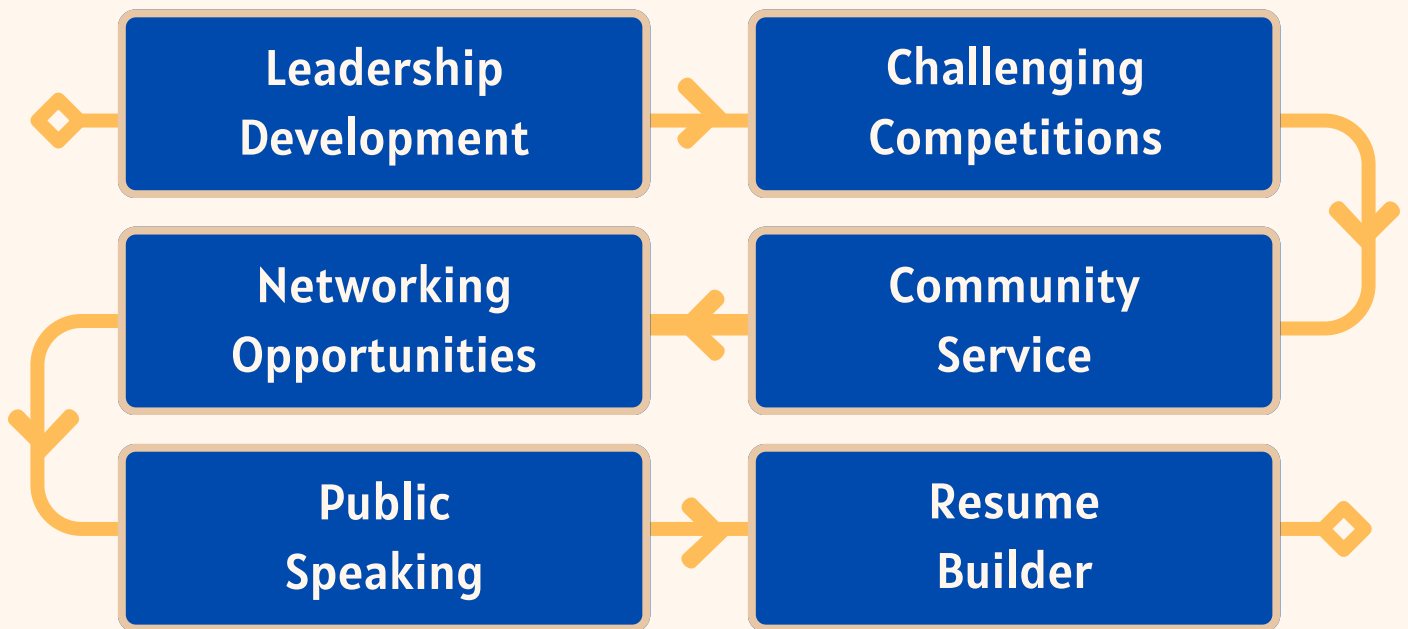 Leadership
Development
Challenging
Competitions
Community
Service
Networking
Opportunities
Public
Speaking
Resume
Builder